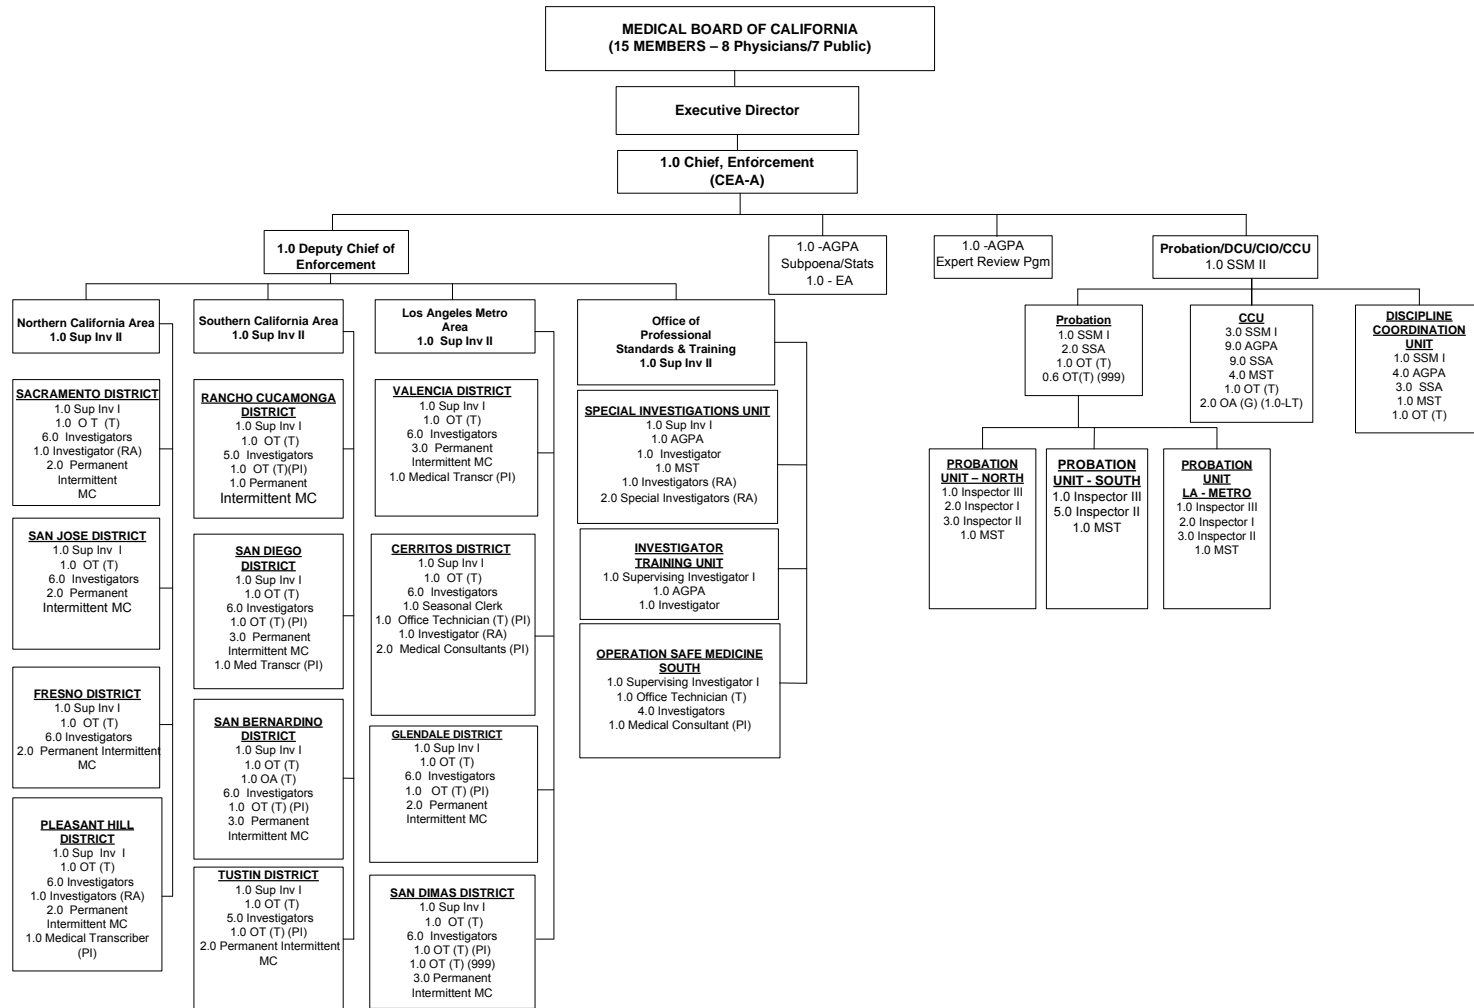 MEDICAL BOARD OF CALIFORNIA
(15 MEMBERS – 8 Physicians/7 Public)
Executive Director
1.0 Chief, Enforcement
(CEA-A)
1.0 Deputy Chief of
Enforcement
1.0 -AGPA
Subpoena/Stats
1.0 - EA
1.0 -AGPA
Expert Review Pgm
Probation/DCU/CIO/CCU
1.0 SSM II
Northern California Area
1.0 Sup Inv II
SACRAMENTO DISTRICT
1.0 Sup Inv I
1.0 O T (T)
6.0 Investigators
1.0 Investigator (RA)
2.0 Permanent
Intermittent
MC
SAN JOSE DISTRICT
1.0 Sup Inv I
1.0 OT (T)
6.0 Investigators
2.0 Permanent
Intermittent MC
FRESNO DISTRICT
1.0 Sup Inv I
1.0 OT (T)
6.0 Investigators
2.0 Permanent Intermittent
MC
PLEASANT HILL
DISTRICT
1.0 Sup Inv I
1.0 OT (T)
6.0 Investigators
1.0 Investigators (RA)
2.0 Permanent
Intermittent MC
1.0 Medical Transcriber
(PI)
Southern California Area
1.0 Sup Inv II
RANCHO CUCAMONGA
DISTRICT
1.0 Sup Inv I
1.0 OT (T)
5.0 Investigators
1.0 OT (T)(PI)
1.0 Permanent
Intermittent MC
SAN DIEGO
DISTRICT
1.0 Sup Inv I
1.0 OT (T)
6.0 Investigators
1.0 OT (T) (PI)
3.0 Permanent
Intermittent MC
1.0 Med Transcr (PI)
SAN BERNARDINO
DISTRICT
1.0 Sup Inv I
1.0 OT (T)
1.0 OA (T)
6.0 Investigators
1.0 OT (T) (PI)
3.0 Permanent
Intermittent MC
TUSTIN DISTRICT
1.0 Sup Inv I
1.0 OT (T)
5.0 Investigators
1.0 OT (T) (PI)
2.0 Permanent Intermittent
MC
Los Angeles Metro
Area
1.0 Sup Inv II
VALENCIA DISTRICT
1.0 Sup Inv I
1.0 OT (T)
6.0 Investigators
3.0 Permanent
Intermittent MC
1.0 Medical Transcr (PI)
CERRITOS DISTRICT
1.0 Sup Inv I
1.0 OT (T)
6.0 Investigators
1.0 Seasonal Clerk
1.0 Office Technician (T) (PI)
1.0 Investigator (RA)
2.0 Medical Consultants (PI)
GLENDALE DISTRICT
1.0 Sup Inv I
1.0 OT (T)
6.0 Investigators
1.0 OT (T) (PI)
2.0 Permanent
Intermittent MC
SAN DIMAS DISTRICT
1.0 Sup Inv I
1.0 OT (T)
6.0 Investigators
1.0 OT (T) (PI)
1.0 OT (T) (999)
3.0 Permanent
Intermittent MC
Office of
Professional
Standards & Training
1.0 Sup Inv II
SPECIAL INVESTIGATIONS UNIT
1.0 Sup Inv I
1.0 AGPA
1.0 Investigator
1.0 MST
1.0 Investigators (RA)
2.0 Special Investigators (RA)
INVESTIGATOR
TRAINING UNIT
1.0 Supervising Investigator I
1.0 AGPA
1.0 Investigator
OPERATION SAFE MEDICINE
SOUTH
1.0 Supervising Investigator I
1.0 Office Technician (T)
4.0 Investigators
1.0 Medical Consultant (PI)
Probation
1.0 SSM I
2.0 SSA
1.0 OT (T)
0.6 OT(T) (999)
CCU
3.0 SSM I
9.0 AGPA
9.0 SSA
4.0 MST
1.0 OT (T)
2.0 OA (G) (1.0-LT)
DISCIPLINE
COORDINATION
UNIT
1.0 SSM I
4.0 AGPA
3.0 SSA
1.0 MST
1.0 OT (T)
PROBATION
UNIT – NORTH
1.0 Inspector III
2.0 Inspector I
3.0 Inspector II
1.0 MST
PROBATION
UNIT - SOUTH
1.0 Inspector III
5.0 Inspector II
1.0 MST
PROBATION
UNIT
LA - METRO
1.0 Inspector III
2.0 Inspector I
3.0 Inspector II
1.0 MST